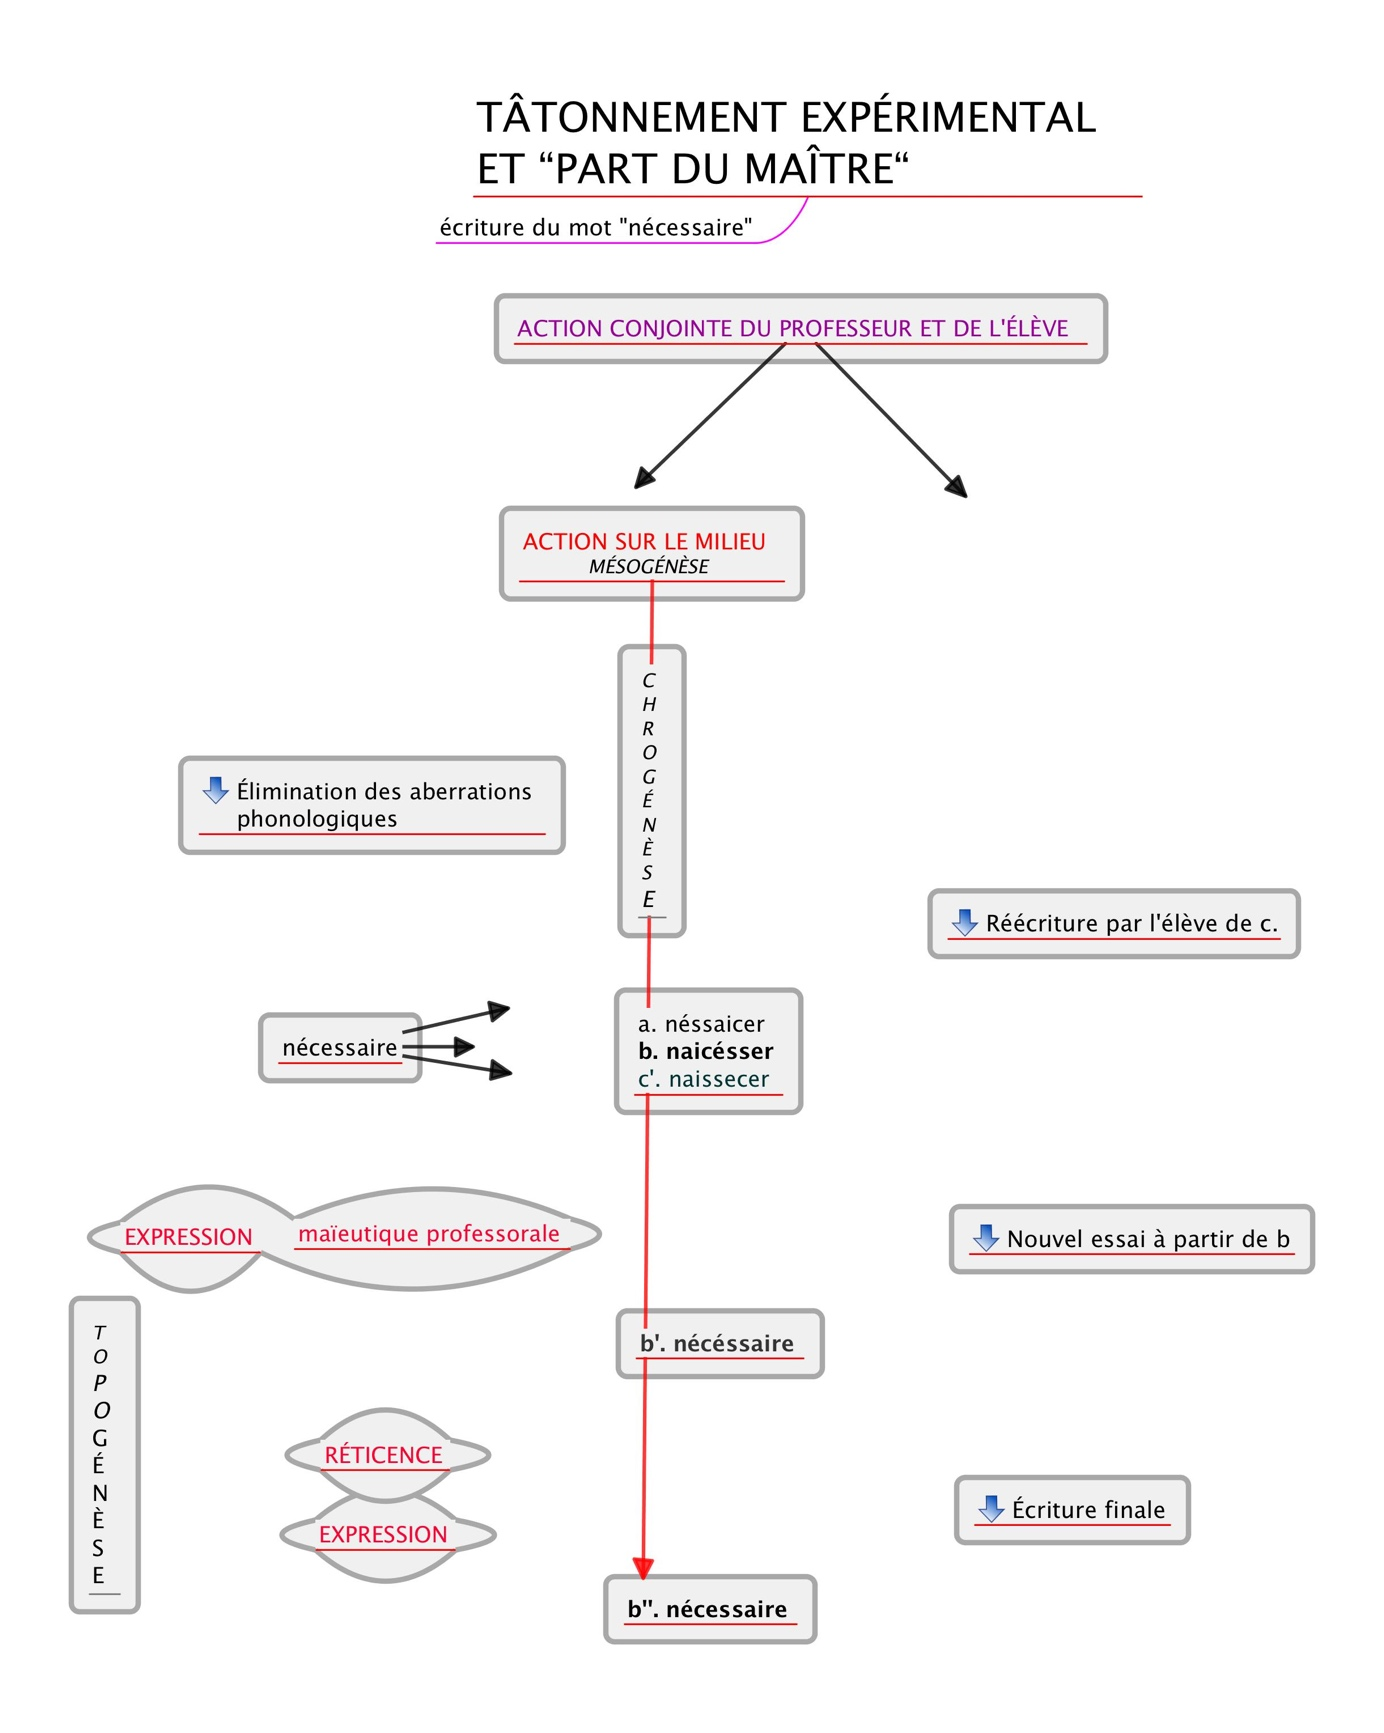 TÂTONNEMENT EXPÉRIMENTAL
ET “PART DU MAÎTRE“
écriture du mot "nécessaire"
ACTION CONJOINTE DU PROFESSEUR ET DE L'ÉLÈVE
ACTION SUR LE MILIEU
MÉSOGÉNÈSE
C
H
R
O
G
É
N
È
S
E
Élimination des aberrations
phonologiques
Réécriture par l'élève de c.
nécessaire
a. néssaicer
b. naicésser
c'. naissecer
EXPRESSION
maïeutique professorale
Nouvel essai à partir de b
T
O
P
O
G
É
N
È
S
E
b'. nécéssaire
RÉTICENCE
EXPRESSION
Écriture finale
b". nécessaire